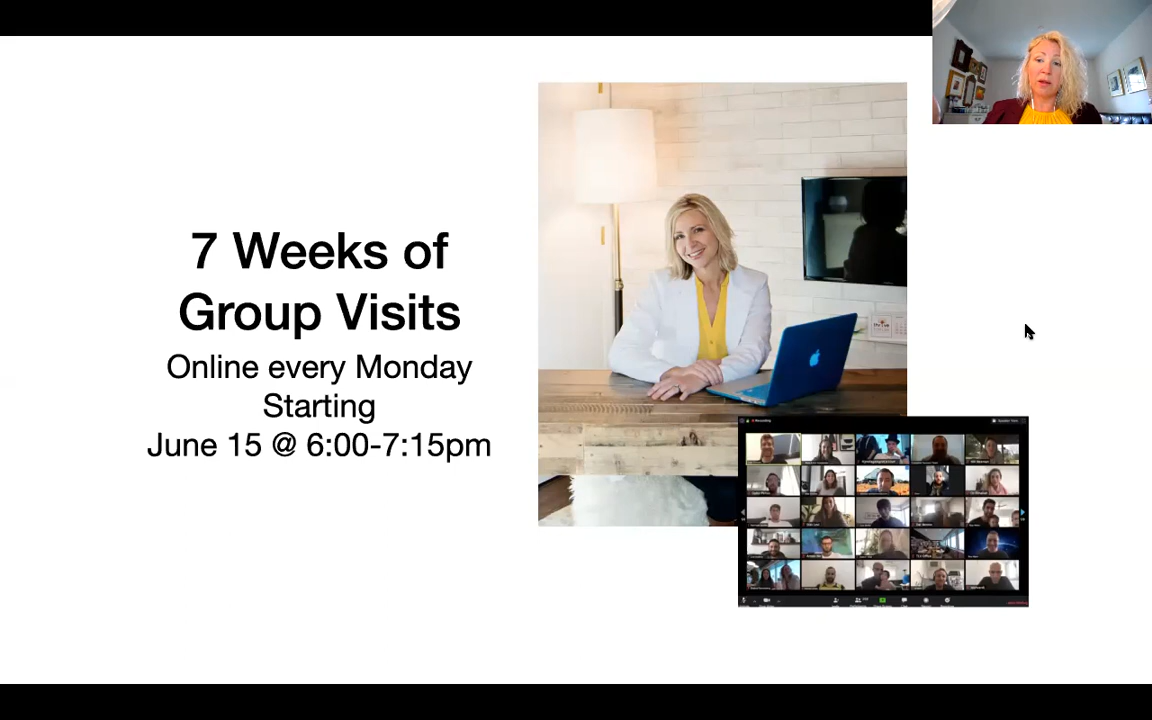 7 Weeks of
Group Visits
Online every Monday
Starting
June 15 @ 6:00-7:15pm